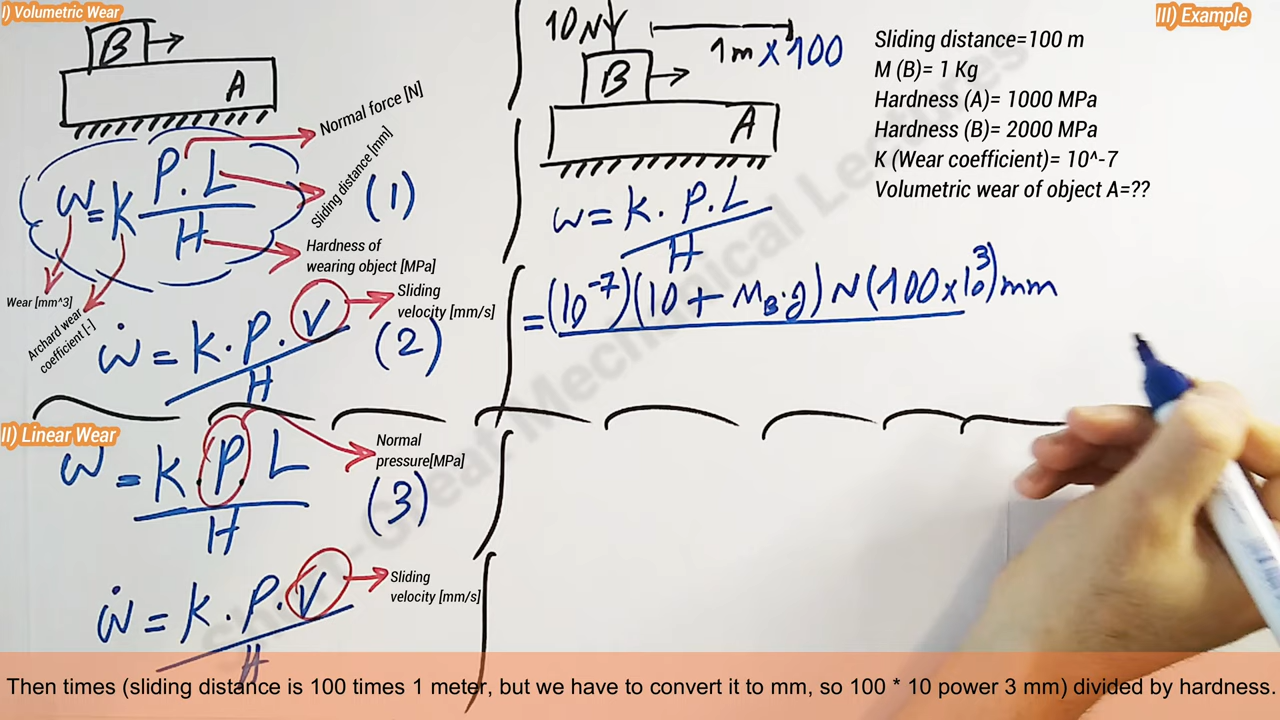 I) Volumetric Wear
B
A
Normal force [N]
W = K P.L / H
(1)
Sliding distance [mm]
Hardness of
wearing object [MPa]
Wear [mm^3]
Archard wear
coefficient [-]
Ẇ = K.P.V / H
(2)
Sliding
velocity [mm/s]
II) Linear Wear
W = K.P.L / H
(3)
Normal
pressure[MPa]
Ẇ = K.P.V / H
Sliding
velocity [mm/s]
III) Example
10N
1m x 100
B
A
Sliding distance=100 m
M (B)= 1 Kg
Hardness (A)= 1000 MPa
Hardness (B)= 2000 MPa
K (Wear coefficient)= 10^-7
Volumetric wear of object A=??
W = K.P.L / H
= (10⁻⁷)(10 + M_B.g) N (100x10³) mm
Great Mechanical Lectures
Then times (sliding distance is 100 times 1 meter, but we have to convert it to mm, so 100 * 10 power 3 mm) divided by hardness.